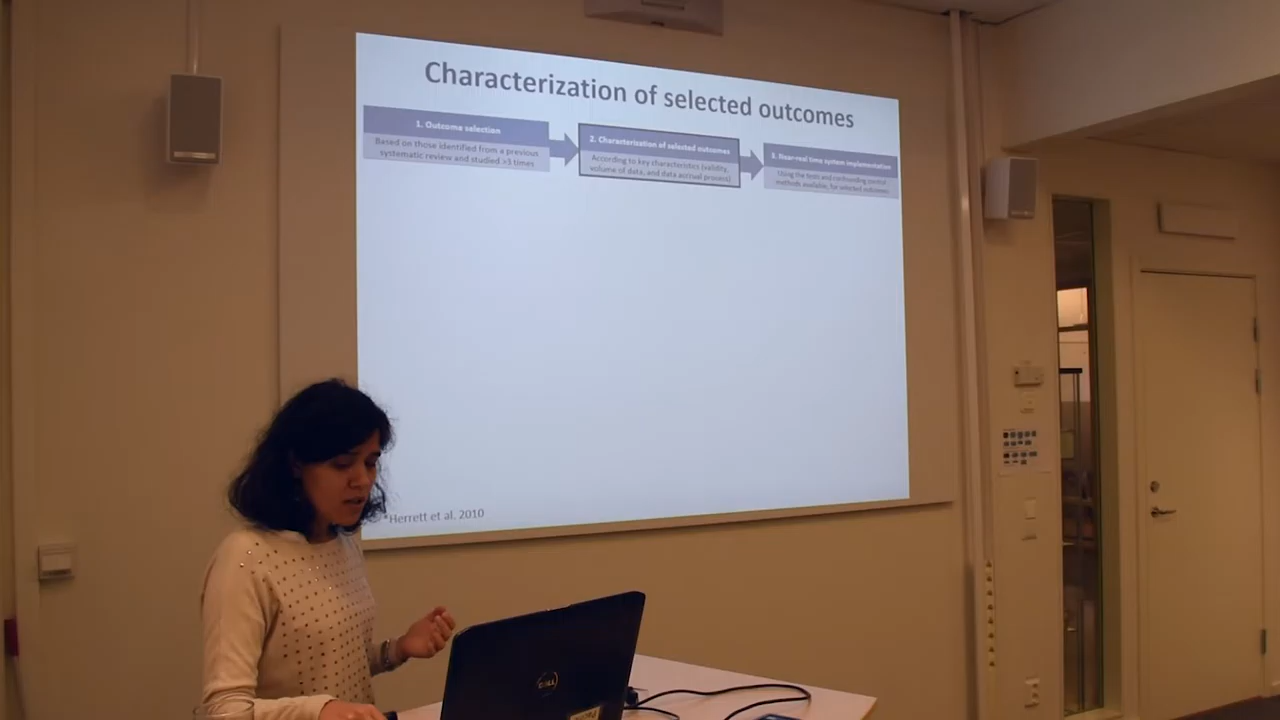 Characterization of selected outcomes
1. Outcome selection
Based on those identified from a previous
systematic review and studied >3 times
2. Characterization of selected outcomes
According to key characteristics (validity,
volume of data, and data accrual process)
3. Near-real time system implementation
Using the tests and confounding control
methods available, for selected outcomes
*Herrett et al. 2010
DELL